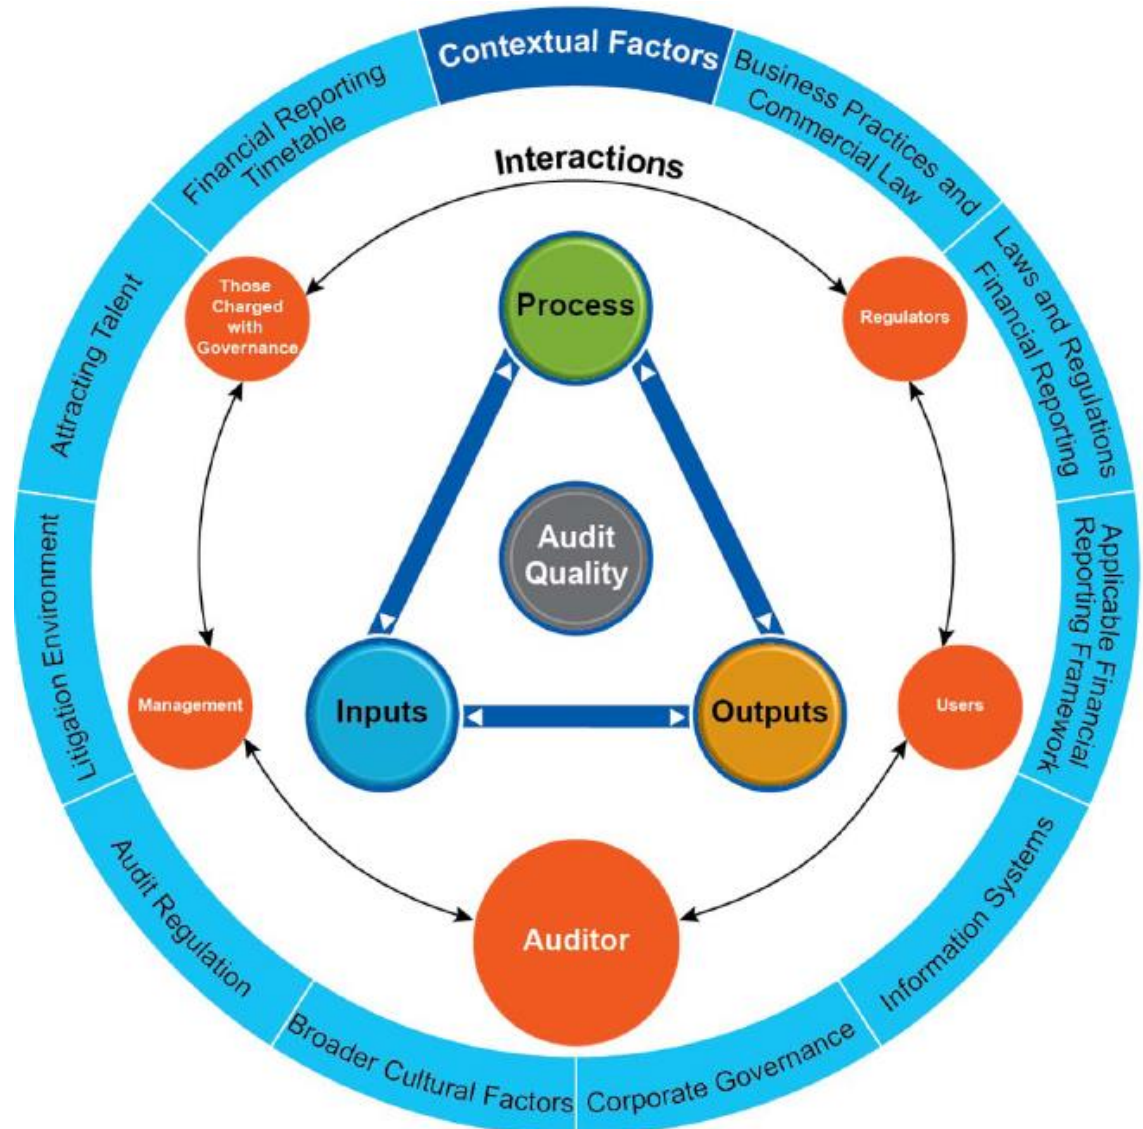 Contextual Factors
Business Practices and
Commercial Law
Laws and Regulations
Financial Reporting
Applicable Financial
Reporting Framework
Information Systems
Corporate Governance
Broader Cultural Factors
Audit Regulation
Litigation Environment
Attracting Talent
Financial Reporting
Timetable
Interactions
Those
Charged
with
Governance
Process
Regulators
Audit
Quality
Management
Inputs
Outputs
Users
Auditor